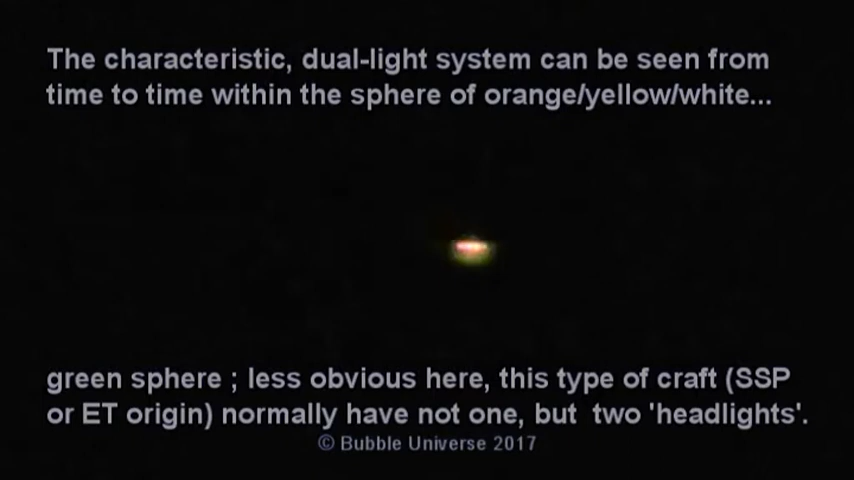 The characteristic, dual-light system can be seen from
time to time within the sphere of orange/yellow/white...
green sphere ; less obvious here, this type of craft (SSP
or ET origin) normally have not one, but  two 'headlights'.
© Bubble Universe 2017